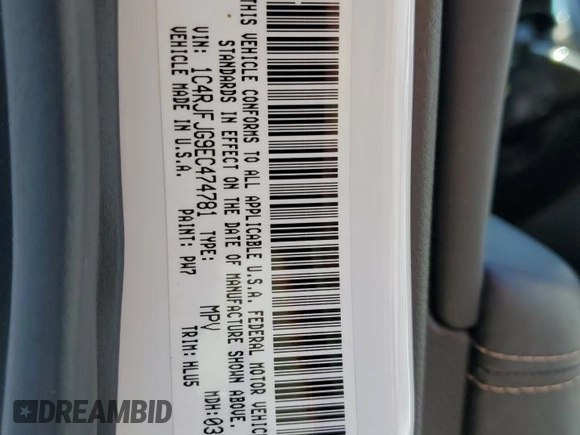 THIS VEHICLE CONFORMS TO ALL APPLICABLE U.S.A. FEDERAL MOTOR VEHIC
STANDARDS IN EFFECT ON THE DATE OF MANUFACTURE SHOWN ABOVE.
VIN: 1C4RJFJG9EC474781 TYPE: MPV MDH: 03
VEHICLE MADE IN U.S.A. PAINT: PW7 TRIM: MLW5
DREAMBID